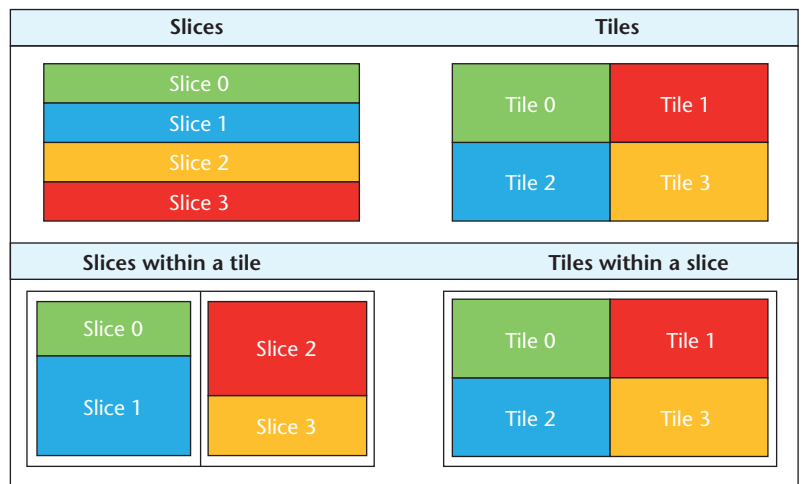 Slices
Tiles
Slice 0
Slice 1
Slice 2
Slice 3
Tile 0
Tile 1
Tile 2
Tile 3
Slices within a tile
Tiles within a slice
Slice 0
Slice 1
Slice 2
Slice 3
Tile 0
Tile 1
Tile 2
Tile 3